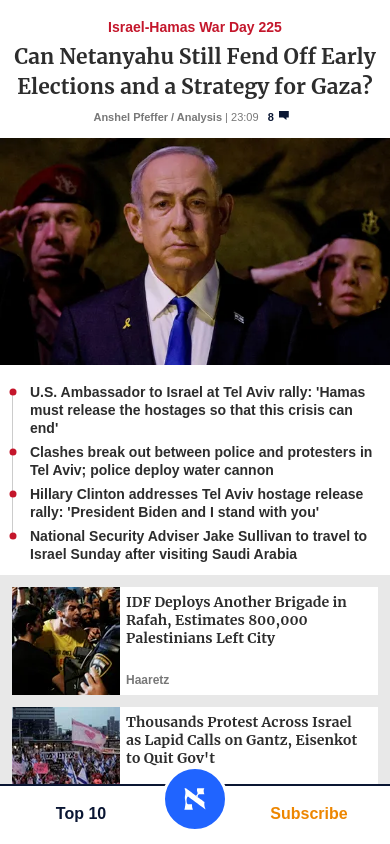 Israel-Hamas War Day 225
Can Netanyahu Still Fend Off Early
Elections and a Strategy for Gaza?
Anshel Pfeffer / Analysis | 23:09 8
U.S. Ambassador to Israel at Tel Aviv rally: 'Hamas
must release the hostages so that this crisis can
end'
Clashes break out between police and protesters in
Tel Aviv; police deploy water cannon
Hillary Clinton addresses Tel Aviv hostage release
rally: 'President Biden and I stand with you'
National Security Adviser Jake Sullivan to travel to
Israel Sunday after visiting Saudi Arabia
IDF Deploys Another Brigade in
Rafah, Estimates 800,000
Palestinians Left City
Haaretz
Thousands Protest Across Israel
as Lapid Calls on Gantz, Eisenkot
to Quit Gov't
Top 10
א
Subscribe